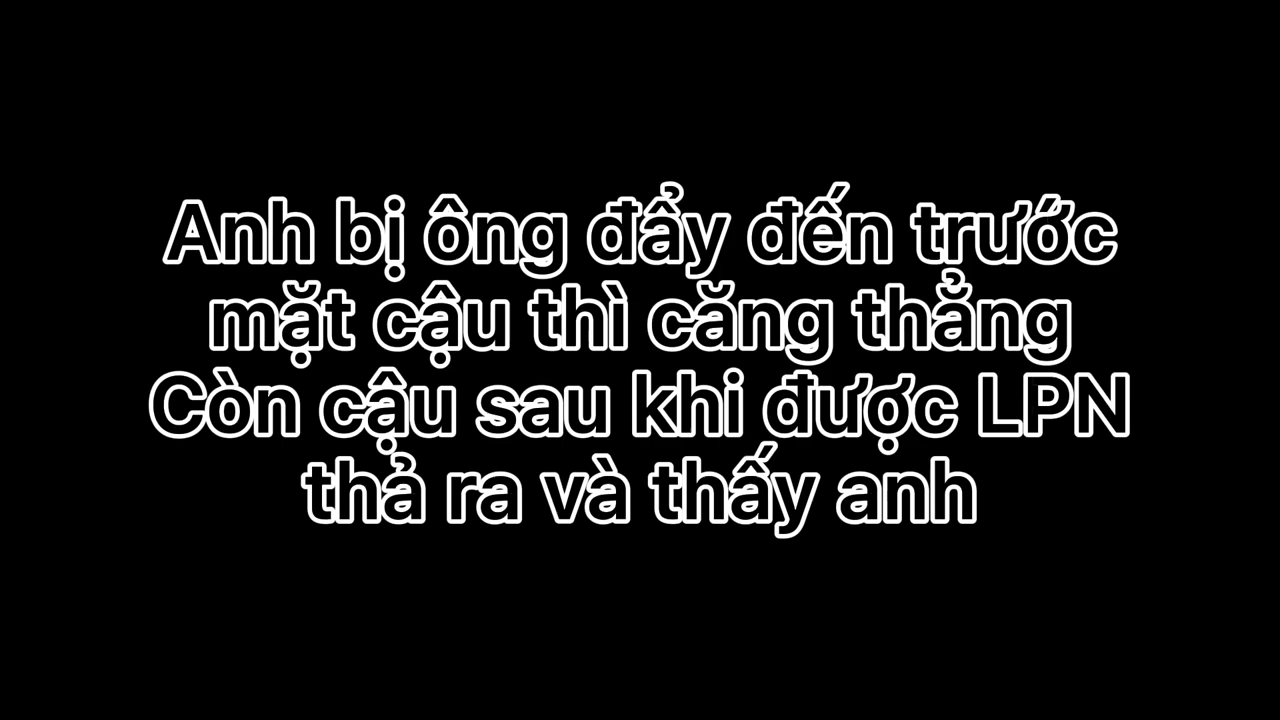 Anh bị ông đẩy đến trước
mặt cậu thì căng thẳng
Còn cậu sau khi được LPN
thả ra và thấy anh